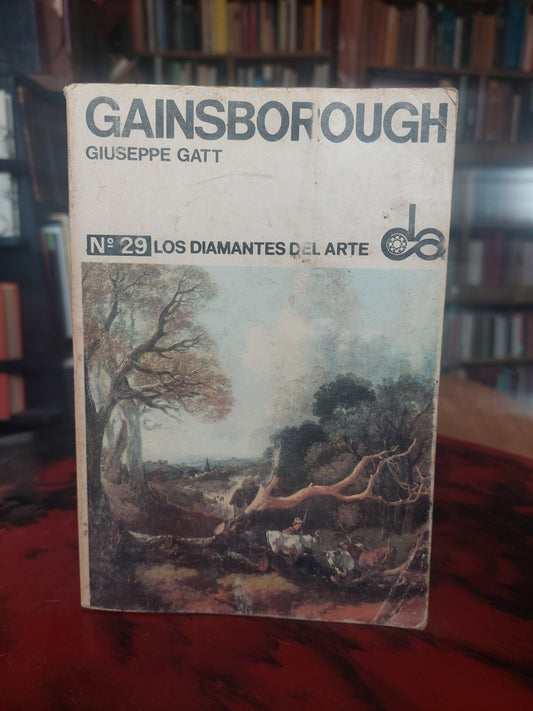 GAINSBOROUGH
GIUSEPPE GATT
Nº 29 LOS DIAMANTES DEL ARTE
da